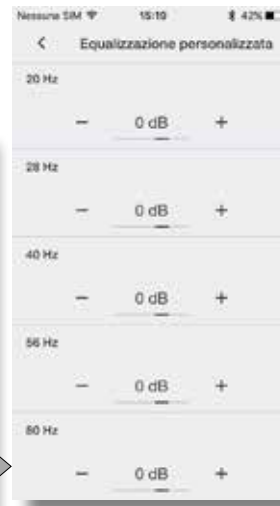 Nessuna SIM 15:19 42%
Equalizzazione personalizzata
20 Hz
− 0 dB +
28 Hz
− 0 dB +
40 Hz
− 0 dB +
56 Hz
− 0 dB +
80 Hz
− 0 dB +